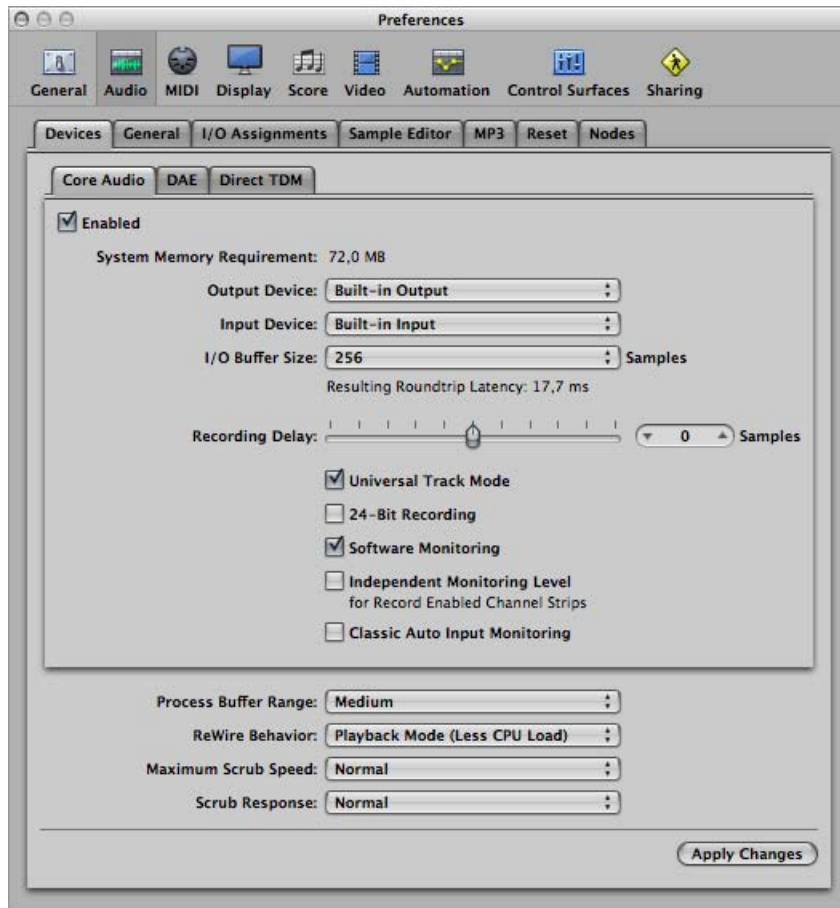 Preferences
General Audio MIDI Display Score Video Automation Control Surfaces Sharing
Devices General I/O Assignments Sample Editor MP3 Reset Nodes
Core Audio DAE Direct TDM
Enabled
System Memory Requirement: 72,0 MB
Output Device: Built-in Output
Input Device: Built-in Input
I/O Buffer Size: 256 Samples
Resulting Roundtrip Latency: 17,7 ms
Recording Delay: 0 Samples
Universal Track Mode
24-Bit Recording
Software Monitoring
Independent Monitoring Level
for Record Enabled Channel Strips
Classic Auto Input Monitoring
Process Buffer Range: Medium
ReWire Behavior: Playback Mode (Less CPU Load)
Maximum Scrub Speed: Normal
Scrub Response: Normal
Apply Changes